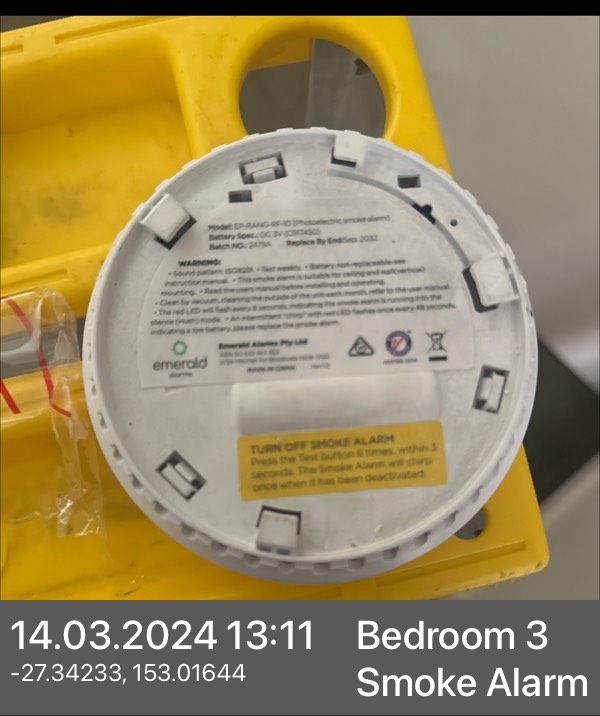 Model: EP-RANG-RF-10 (Photoelectric smoke alarm)
Battery Spec.: DC 3V (CR17450)
Batch NO.: 2475A Replace By End: Sep. 2032
WARNING:
• Sound pattern: ISO8201 • Test weekly • Battery non-replaceable-see
instruction manual. • This smoke alarm is suitable for ceiling and wall(vertical)
mounting. • Read the users manual before installing and operating.
• Clean by vacuum, cleaning the outside of the unit each month, refer to the user manual.
• The red LED will flash every 8 seconds, indicating the smoke alarm is running into the
silence (Hush) mode. • An intermittent "chirp" with red LED flashes once every 48 seconds,
indicating a low battery, please replace the smoke alarm.
emerald
alarms
Emerald Alarms Pty Ltd
MADE IN CHINA
TURN OFF SMOKE ALARM
Press the Test button 6 times, within 3
seconds. The Smoke Alarm will chirp
once when it has been deactivated.
14.03.2024 13:11
-27.34233, 153.01644
Bedroom 3
Smoke Alarm